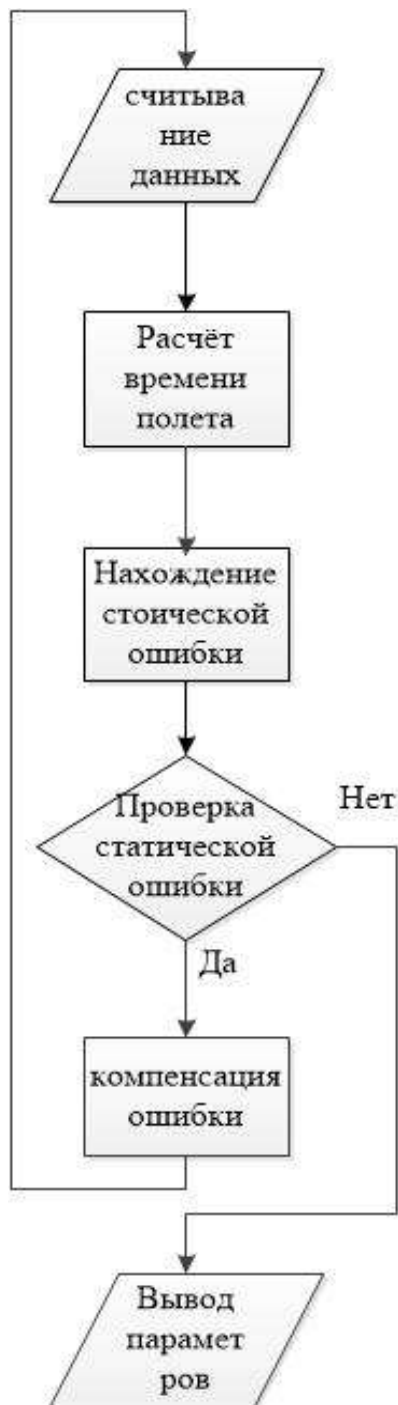 считыва
ние
данных
Расчёт
времени
полета
Нахождение
стоической
ошибки
Проверка
статической
ошибки
Нет
Да
компенсация
ошибки
Вывод
парамет
ров